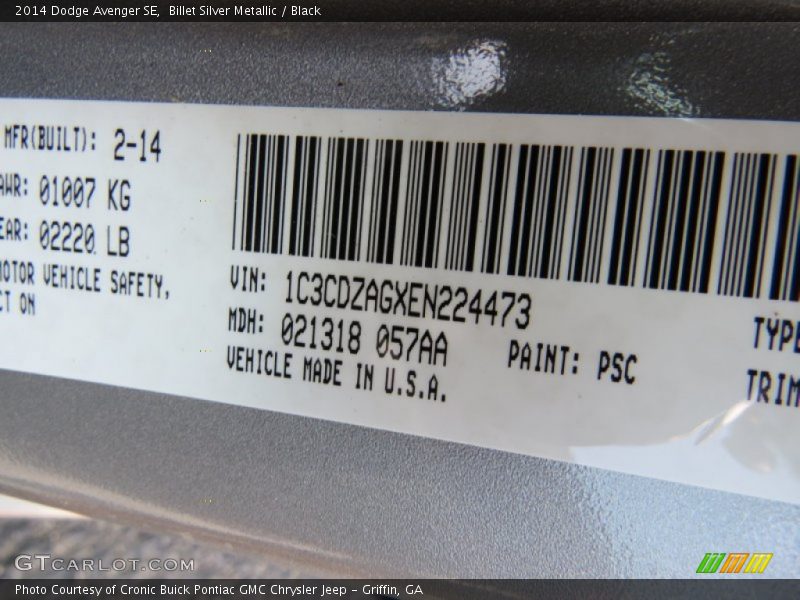 2014 Dodge Avenger SE,  Billet Silver Metallic / Black
MFR(BUILT): 2-14
AWR: 01007 KG
EAR: 02220 LB
MOTOR VEHICLE SAFETY,
CT ON
VIN: 1C3CDZAGXEN224473
MDH: 021318 057AA
PAINT: PSC
VEHICLE MADE IN U.S.A.
TYPE
TRIM
GTCARLOT.COM
Photo Courtesy of Cronic Buick Pontiac GMC Chrysler Jeep - Griffin, GA